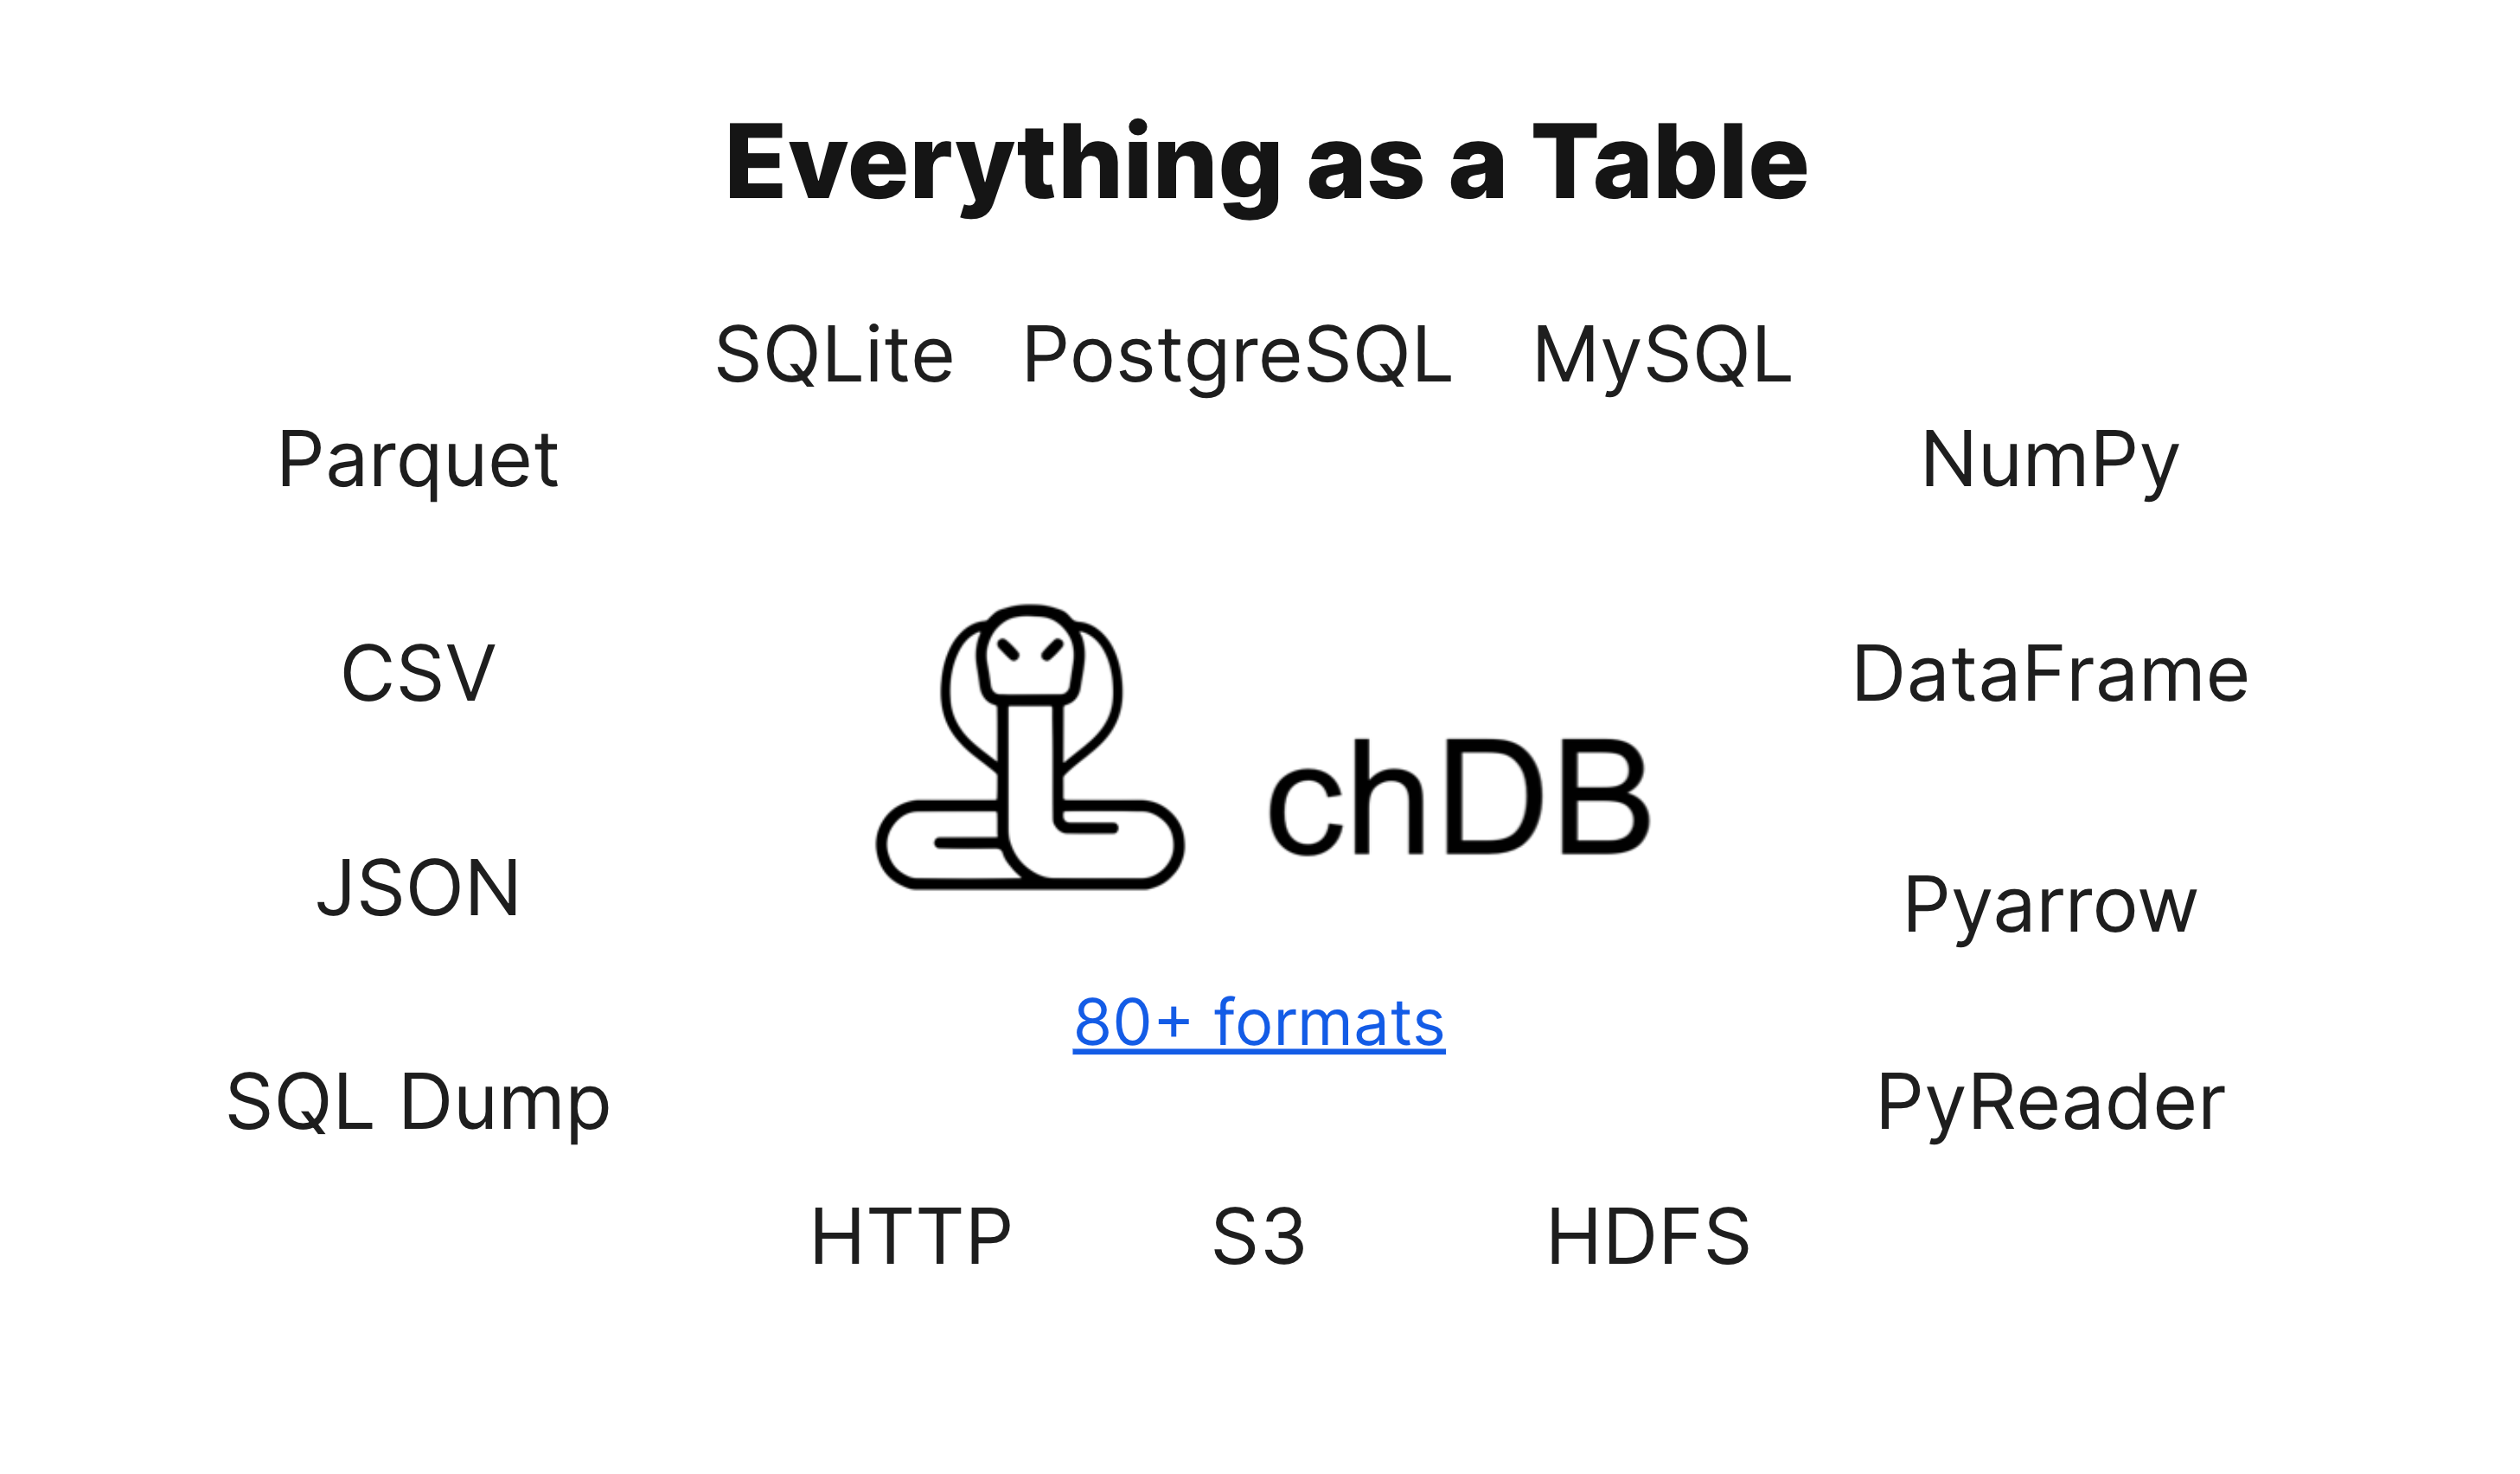 Everything as a Table
SQLite PostgreSQL MySQL
Parquet
NumPy
CSV
DataFrame
chDB
JSON
Pyarrow
80+ formats
SQL Dump
PyReader
HTTP S3 HDFS